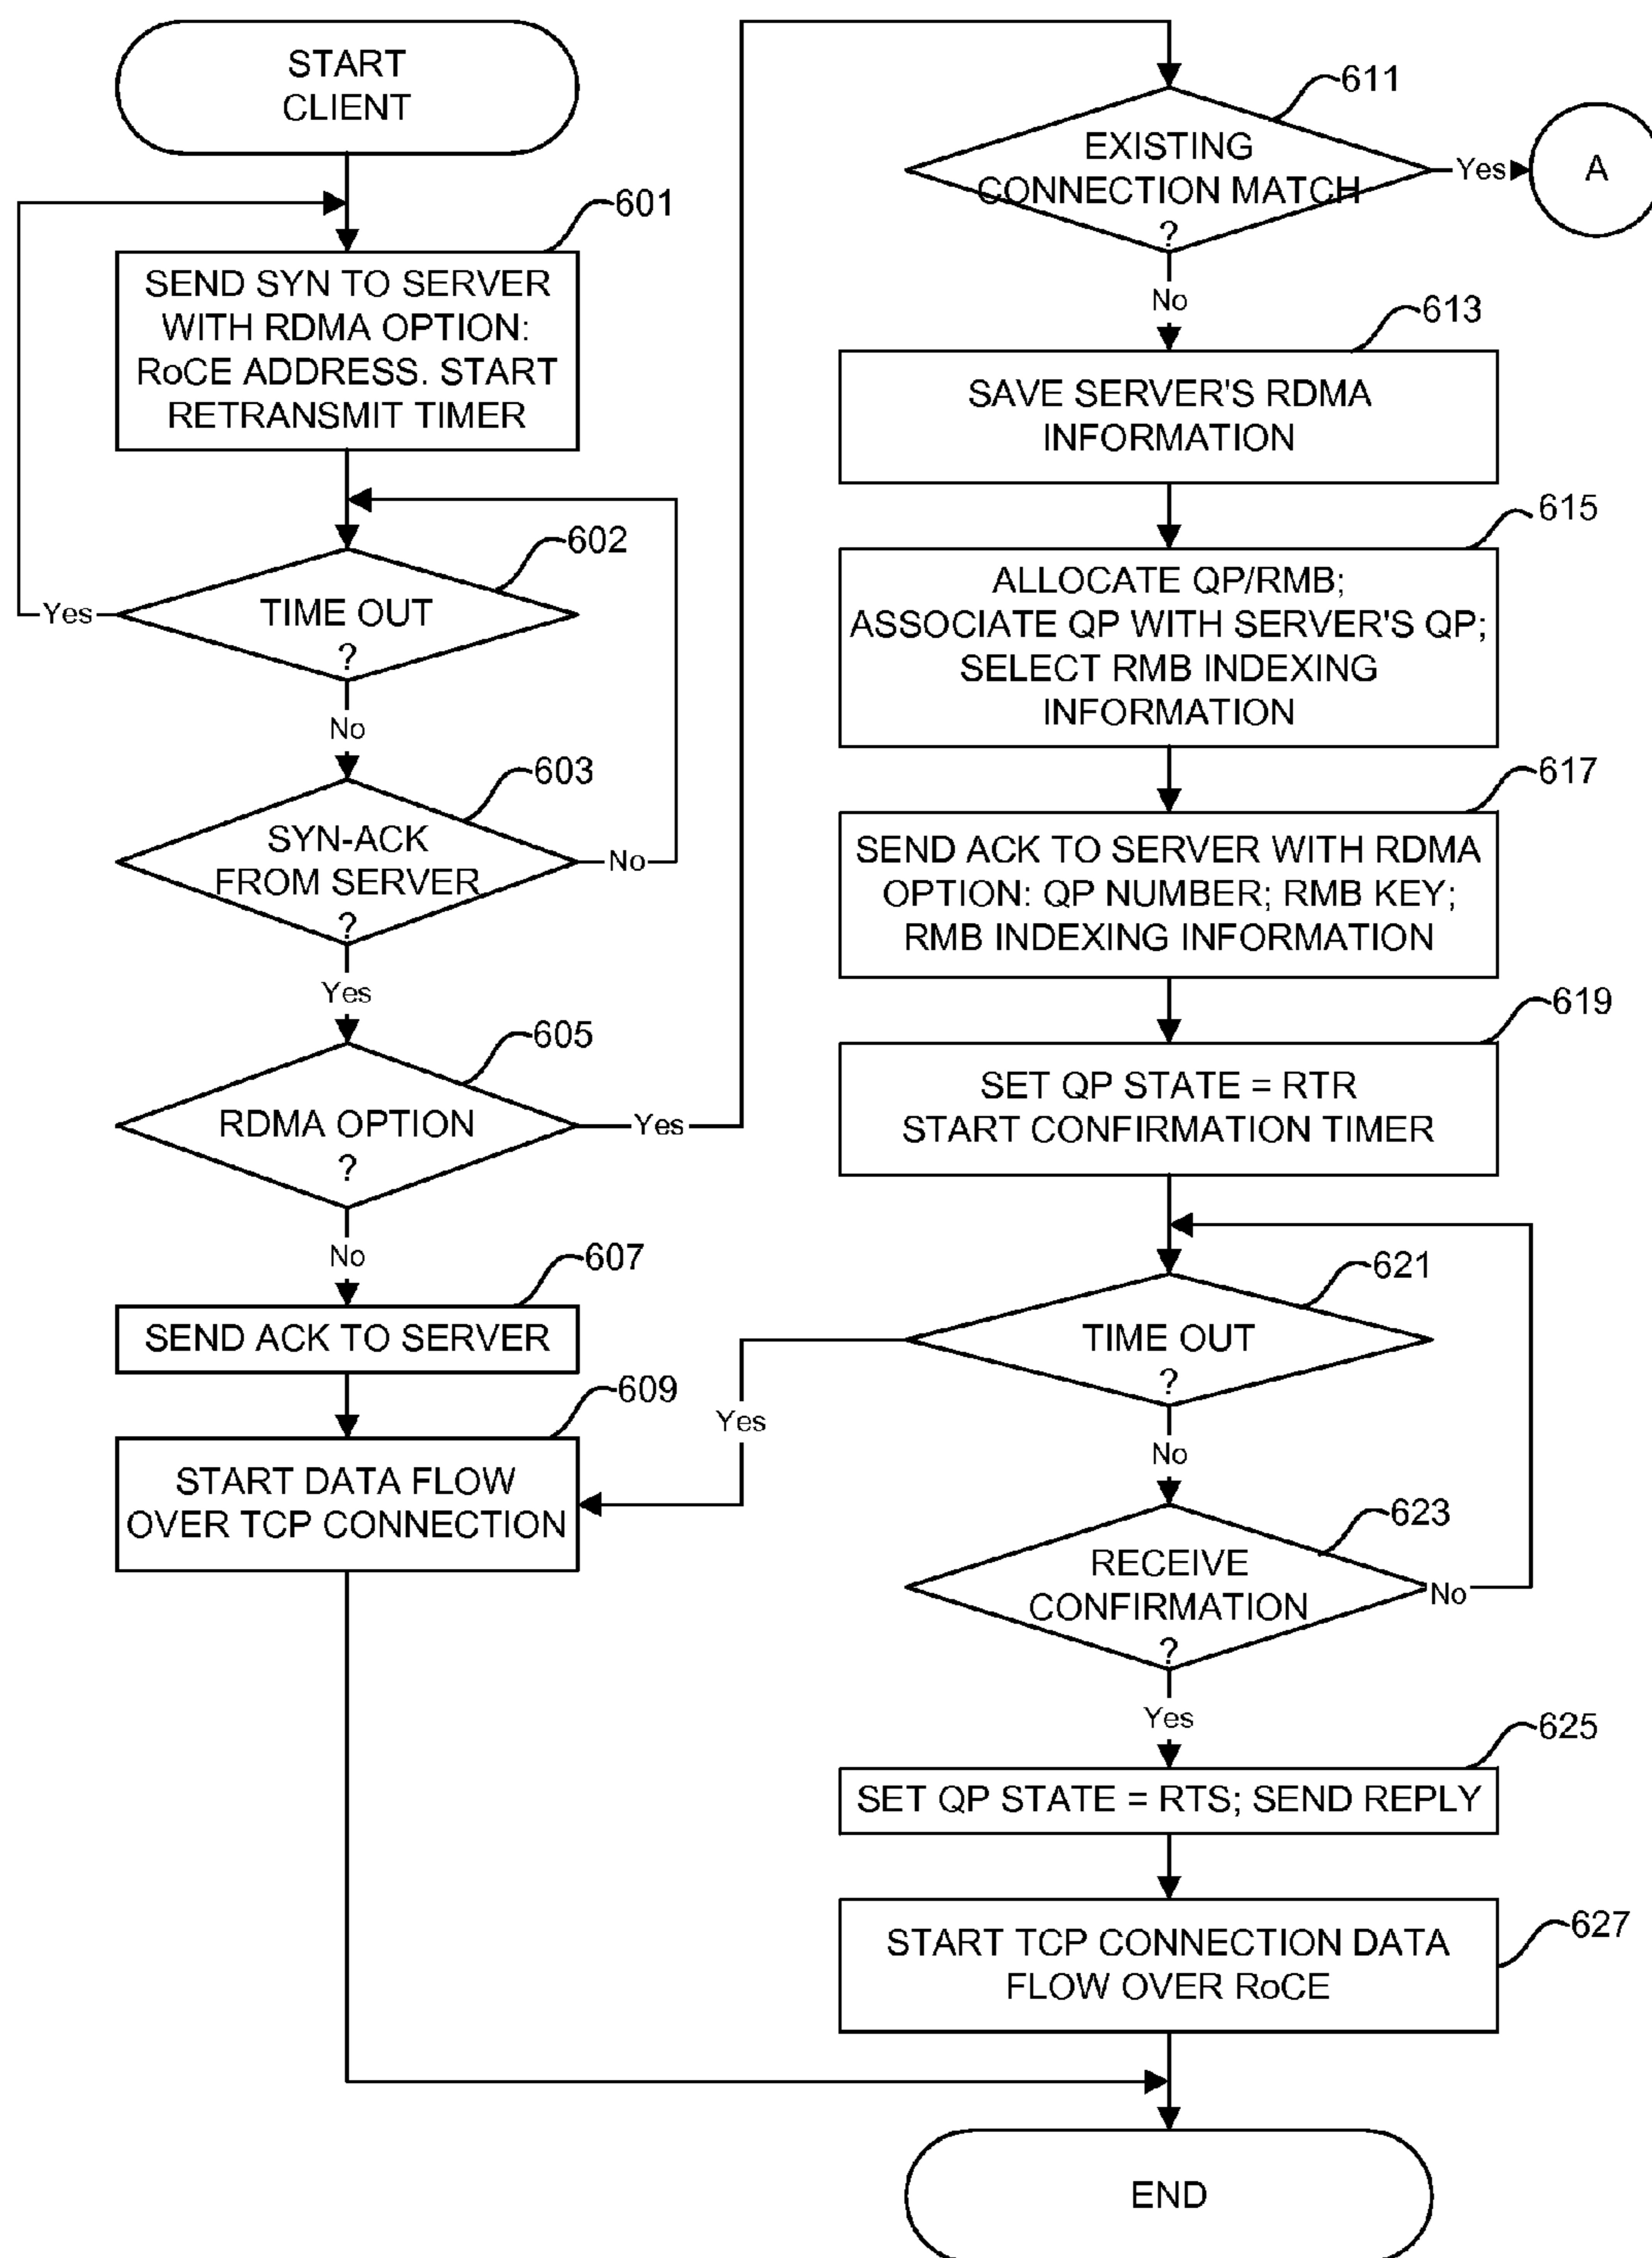 START
CLIENT
601
SEND SYN TO SERVER
WITH RDMA OPTION:
RoCE ADDRESS. START
RETRANSMIT TIMER
602
TIME OUT
?
Yes
No
603
SYN-ACK
FROM SERVER
?
No
Yes
605
RDMA OPTION
?
Yes
No
607
SEND ACK TO SERVER
609
START DATA FLOW
OVER TCP CONNECTION
611
EXISTING
CONNECTION MATCH
?
Yes
A
No
613
SAVE SERVER'S RDMA
INFORMATION
615
ALLOCATE QP/RMB;
ASSOCIATE QP WITH SERVER'S QP;
SELECT RMB INDEXING
INFORMATION
617
SEND ACK TO SERVER WITH RDMA
OPTION: QP NUMBER; RMB KEY;
RMB INDEXING INFORMATION
619
SET QP STATE = RTR
START CONFIRMATION TIMER
621
TIME OUT
?
Yes
No
623
RECEIVE
CONFIRMATION
?
No
Yes
625
SET QP STATE = RTS; SEND REPLY
627
START TCP CONNECTION DATA
FLOW OVER RoCE
END